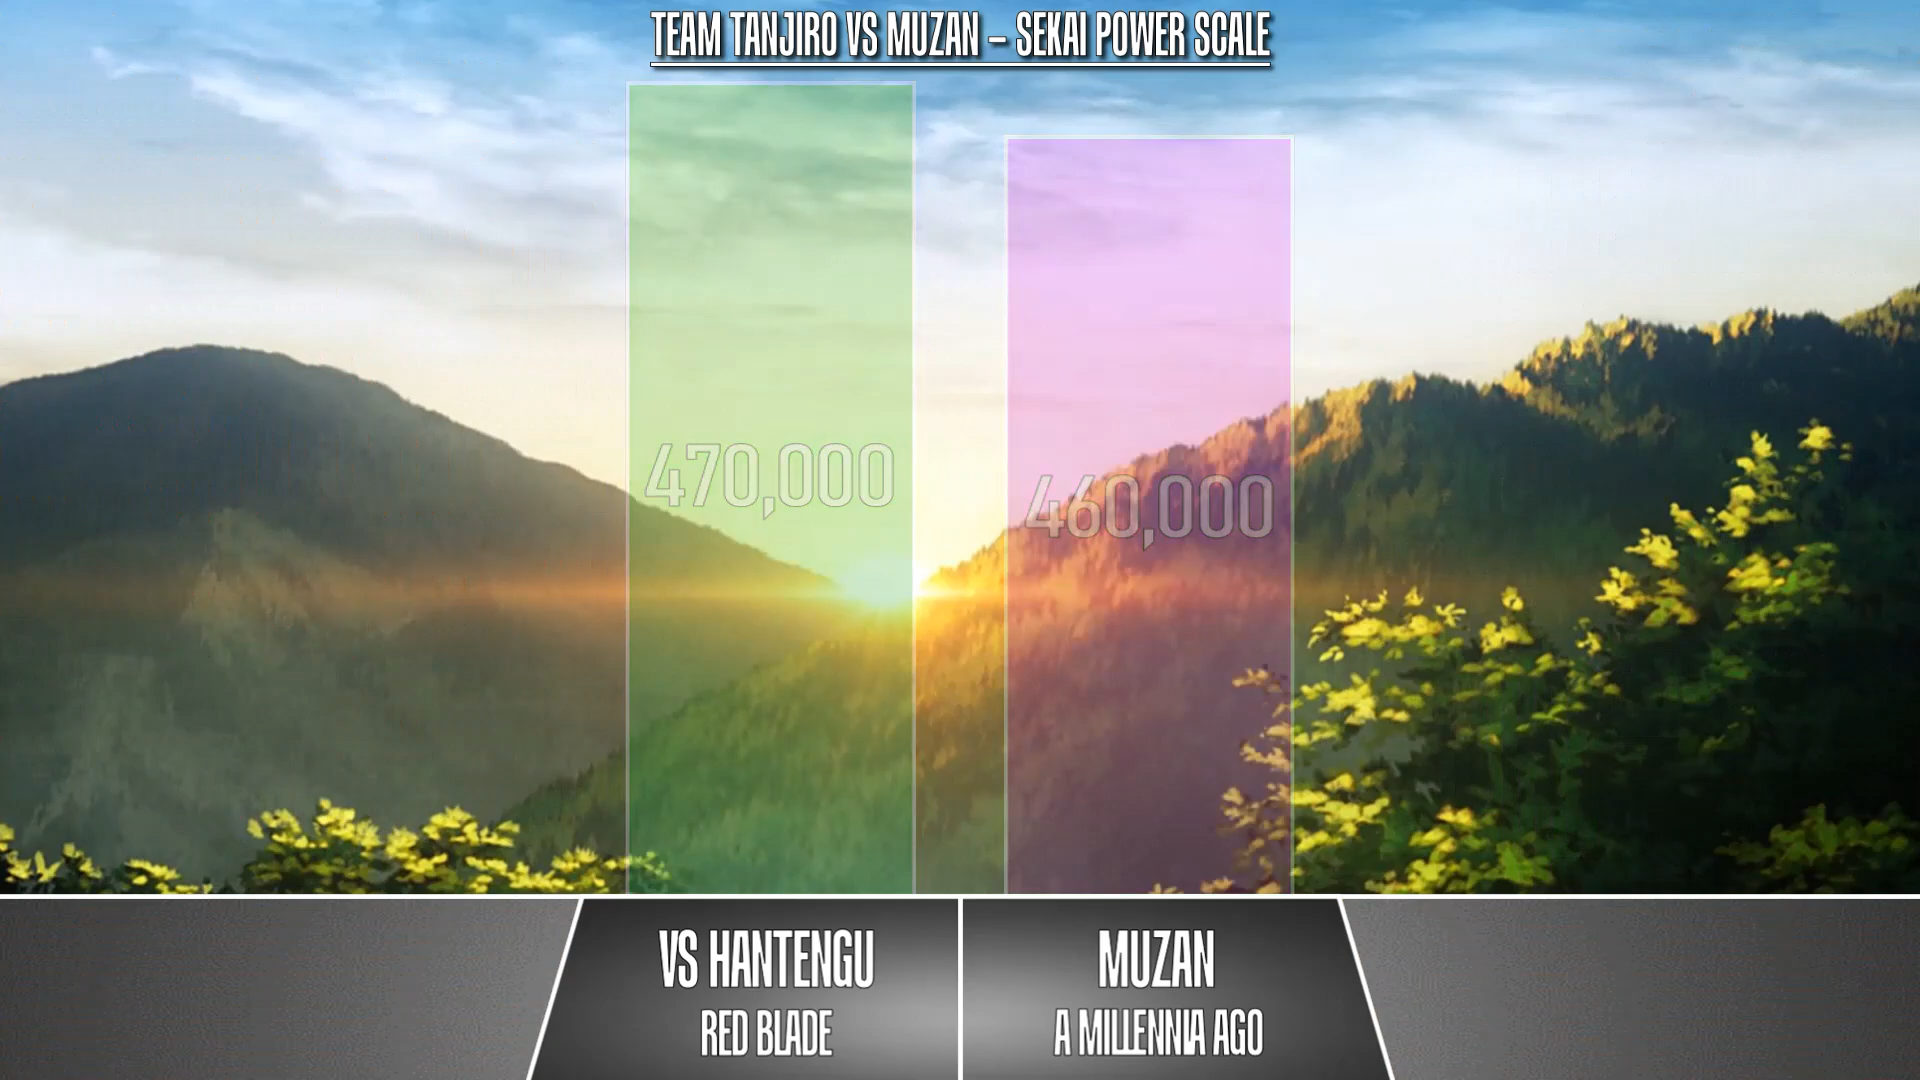 TEAM TANJIRO VS MUZAN – SEKAI POWER SCALE
470,000
460,000
VS HANTENGU
RED BLADE
MUZAN
A MILLENNIA AGO